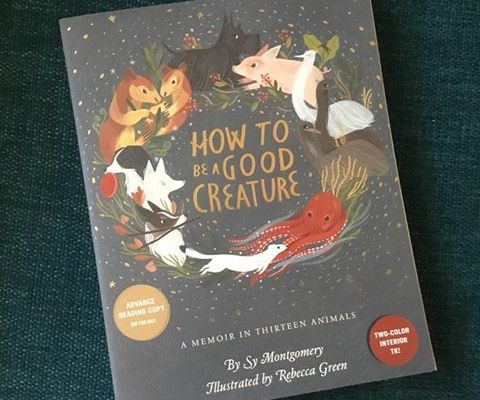 HOW TO
BE A GOOD
CREATURE
A MEMOIR IN THIRTEEN ANIMALS
By Sy Montgomery
Illustrated by Rebecca Green
ADVANCE
READING COPY
NOT FOR SALE
TWO-COLOR
INTERIOR
TK!